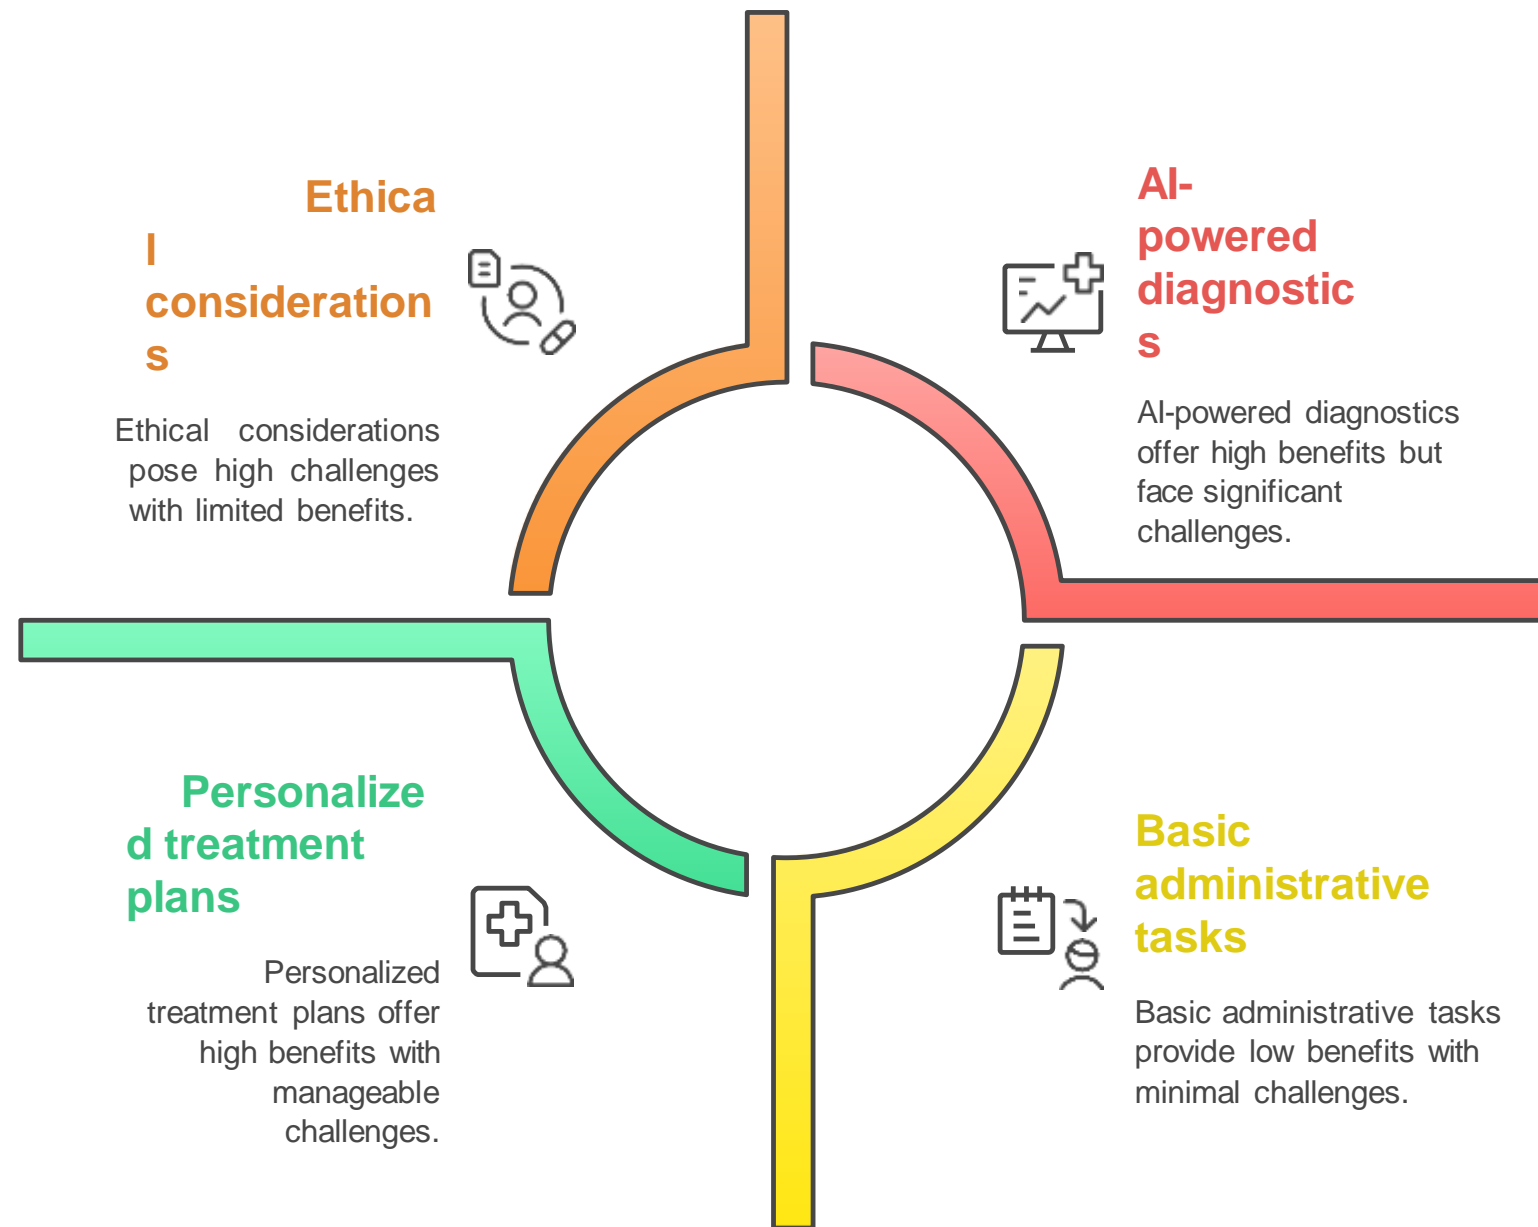 Ethica
l
consideration
s
Ethical considerations
pose high challenges
with limited benefits.
AI-
powered
diagnostic
s
AI-powered diagnostics
offer high benefits but
face significant
challenges.
Personalize
d treatment
plans
Personalized
treatment plans offer
high benefits with
manageable
challenges.
Basic
administrative
tasks
Basic administrative tasks
provide low benefits with
minimal challenges.